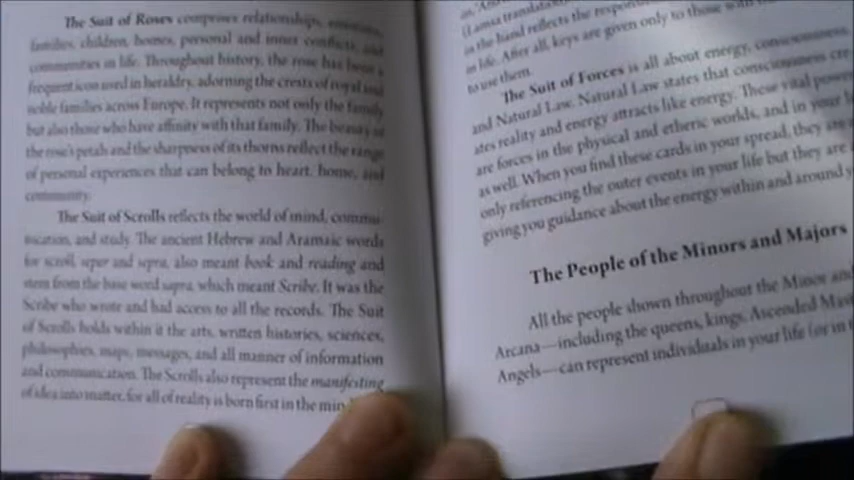 The Suit of Roses comprises relationships, emotions,
families, children, homes, personal and inner conflicts, and
communities in life. Throughout history, the rose has been a
frequent icon used in heraldry, adorning the crests of royal and
noble families across Europe. It represents not only the family
but also those who have affinity with that family. The beauty of
the rose's petals and the sharpness of its thorns reflect the range
of personal experiences that can belong to heart, home, and
community.
The Suit of Scrolls reflects the world of mind, commu-
nication, and study. The ancient Hebrew and Aramaic words
for scroll, seper and sepra, also meant book and reading and
stem from the base word sapra, which meant Scribe. It was the
Scribe who wrote and had access to all the records. The Suit
of Scrolls holds within it the arts, written histories, sciences,
philosophies, maps, messages, and all manner of information
and communication. The Scrolls also represent the manifesting
of idea into matter, for all of reality is born first in the mind
(Lamsa translation)
in the hand reflects the
in life. After all, keys are given only to those with
to use them.
The Suit of Forces is all about energy, consciousness,
and Natural Law. Natural Law states that consciousness cre-
ates reality and energy attracts like energy. These vital
are forces in the physical and etheric worlds, and in your
as well. When you find these cards in your spread, they are
only referencing the outer events in your life but they are
giving you guidance about the energy within and around
The People of the Minors and Majors
All the people shown throughout the Minor and
Arcana—including the queens, kings, Ascended
Angels—can represent individuals in your life (or in